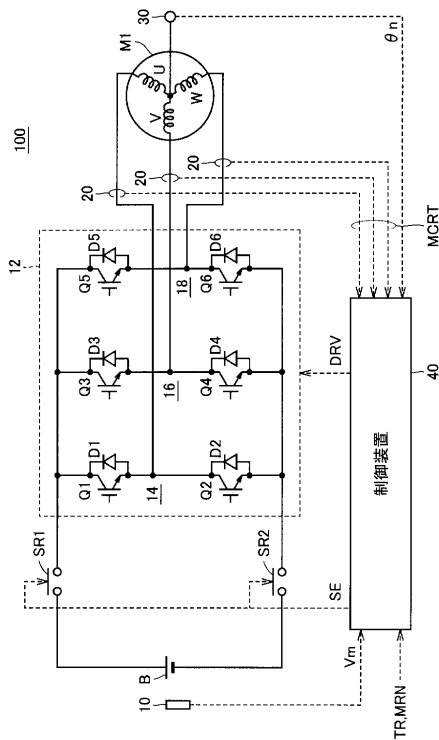 100
B
10
SR1
SR2
SE
12
Q1
D1
Q3
D3
Q5
D5
14
16
18
Q2
D2
Q4
D4
Q6
D6
20
20
20
M1
U
V
W
30
θn
Vm
TR,MRN
DRV
MCRT
制御装置
40